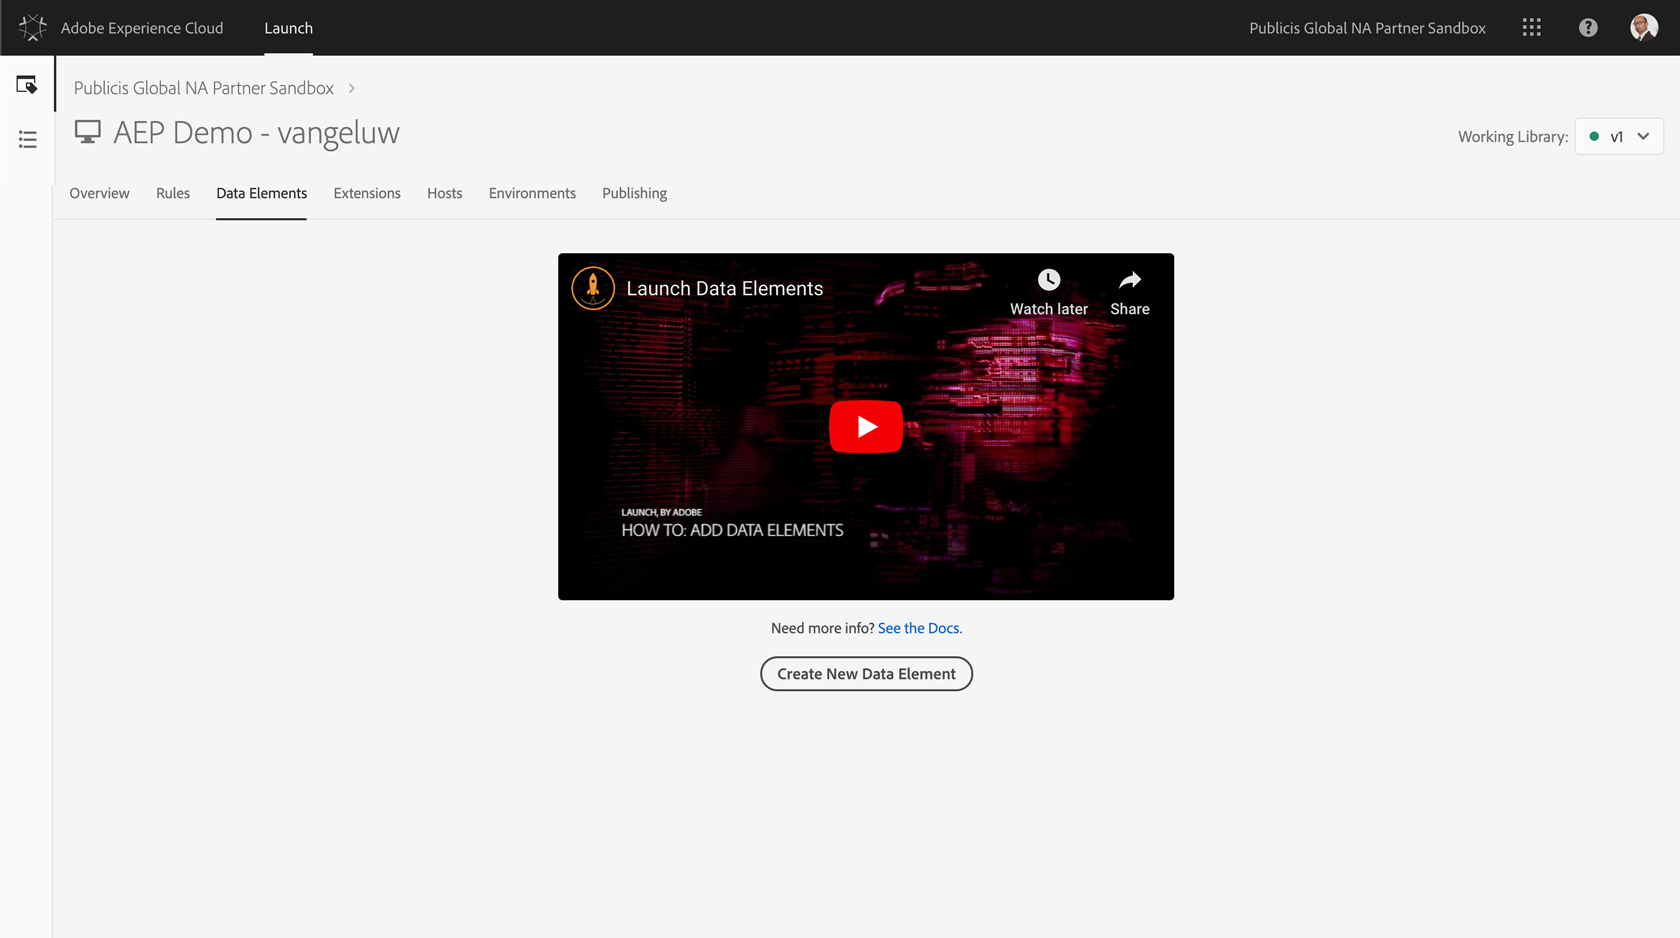 Adobe Experience Cloud
Launch
Publicis Global NA Partner Sandbox
Publicis Global NA Partner Sandbox
AEP Demo - vangeluw
Working Library:
v1
Overview
Rules
Data Elements
Extensions
Hosts
Environments
Publishing
Launch Data Elements
Watch later
Share
LAUNCH, BY ADOBE
HOW TO: ADD DATA ELEMENTS
Need more info? See the Docs.
Create New Data Element